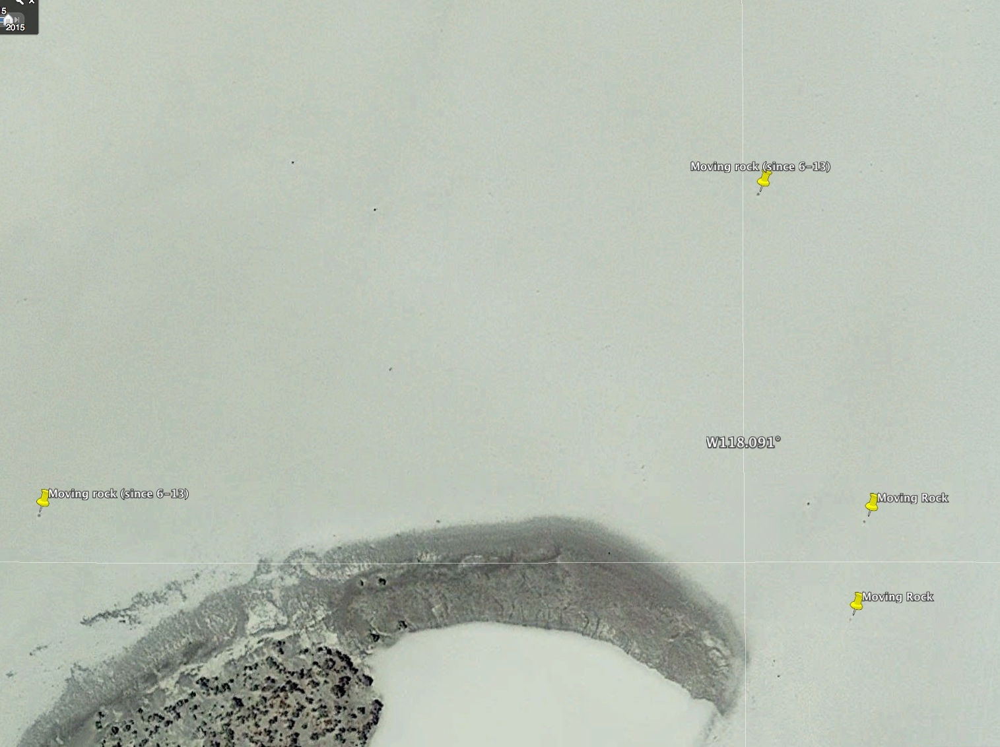 5
2015
Moving rock (since 6-13)
W118.091°
Moving rock (since 6-13)
Moving Rock
Moving Rock